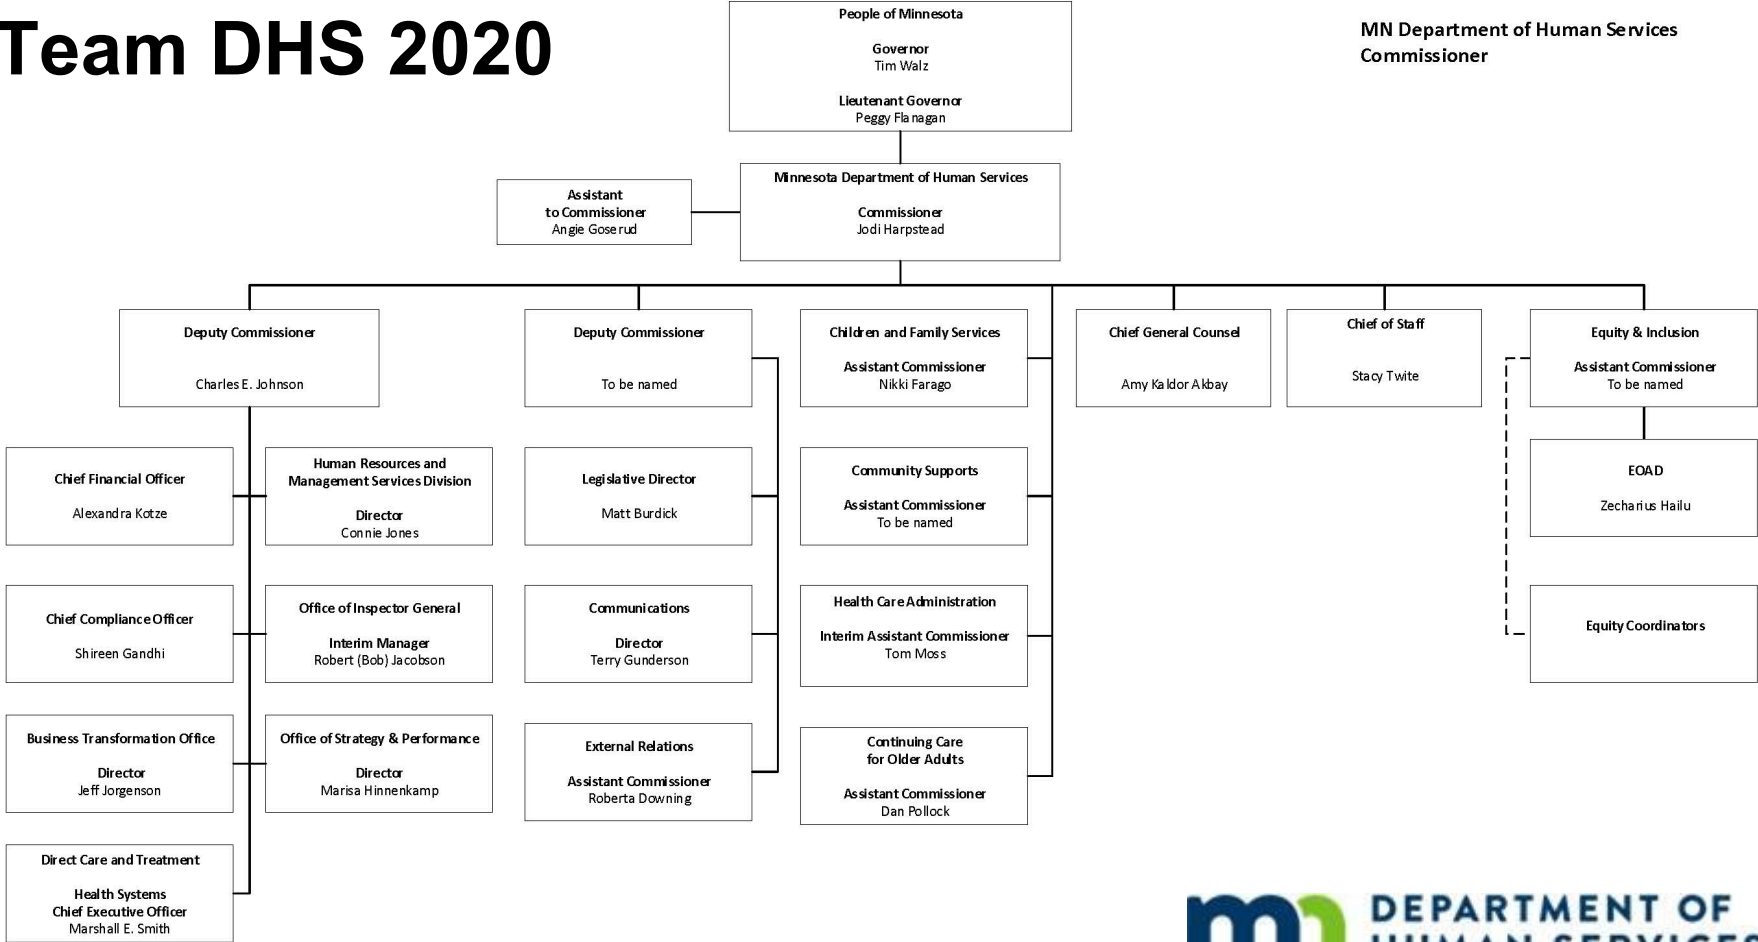 Team DHS 2020
MN Department of Human Services
Commissioner
People of Minnesota
Governor
Tim Walz
Lieutenant Governor
Peggy Flanagan
Assistant
to Commissioner
Angie Goserud
Minnesota Department of Human Services
Commissioner
Jodi Harpstead
Deputy Commissioner
Charles E. Johnson
Deputy Commissioner
To be named
Children and Family Services
Assistant Commissioner
Nikki Farago
Chief General Counsel
Amy Kaldor Akbay
Chief of Staff
Stacy Twite
Equity & Inclusion
Assistant Commissioner
To be named
Chief Financial Officer
Alexandra Kotze
Human Resources and
Management Services Division
Director
Connie Jones
Legislative Director
Matt Burdick
Community Supports
Assistant Commissioner
To be named
EOAD
Zecharius Hailu
Chief Compliance Officer
Shireen Gandhi
Office of Inspector General
Interim Manager
Robert (Bob) Jacobson
Communications
Director
Terry Gunderson
Health Care Administration
Interim Assistant Commissioner
Tom Moss
Equity Coordinators
Business Transformation Office
Director
Jeff Jorgenson
Office of Strategy & Performance
Director
Marisa Hinnenkamp
External Relations
Assistant Commissioner
Roberta Downing
Continuing Care
for Older Adults
Assistant Commissioner
Dan Pollock
Direct Care and Treatment
Health Systems
Chief Executive Officer
Marshall E. Smith
mn
DEPARTMENT OF
HUMAN SERVICES